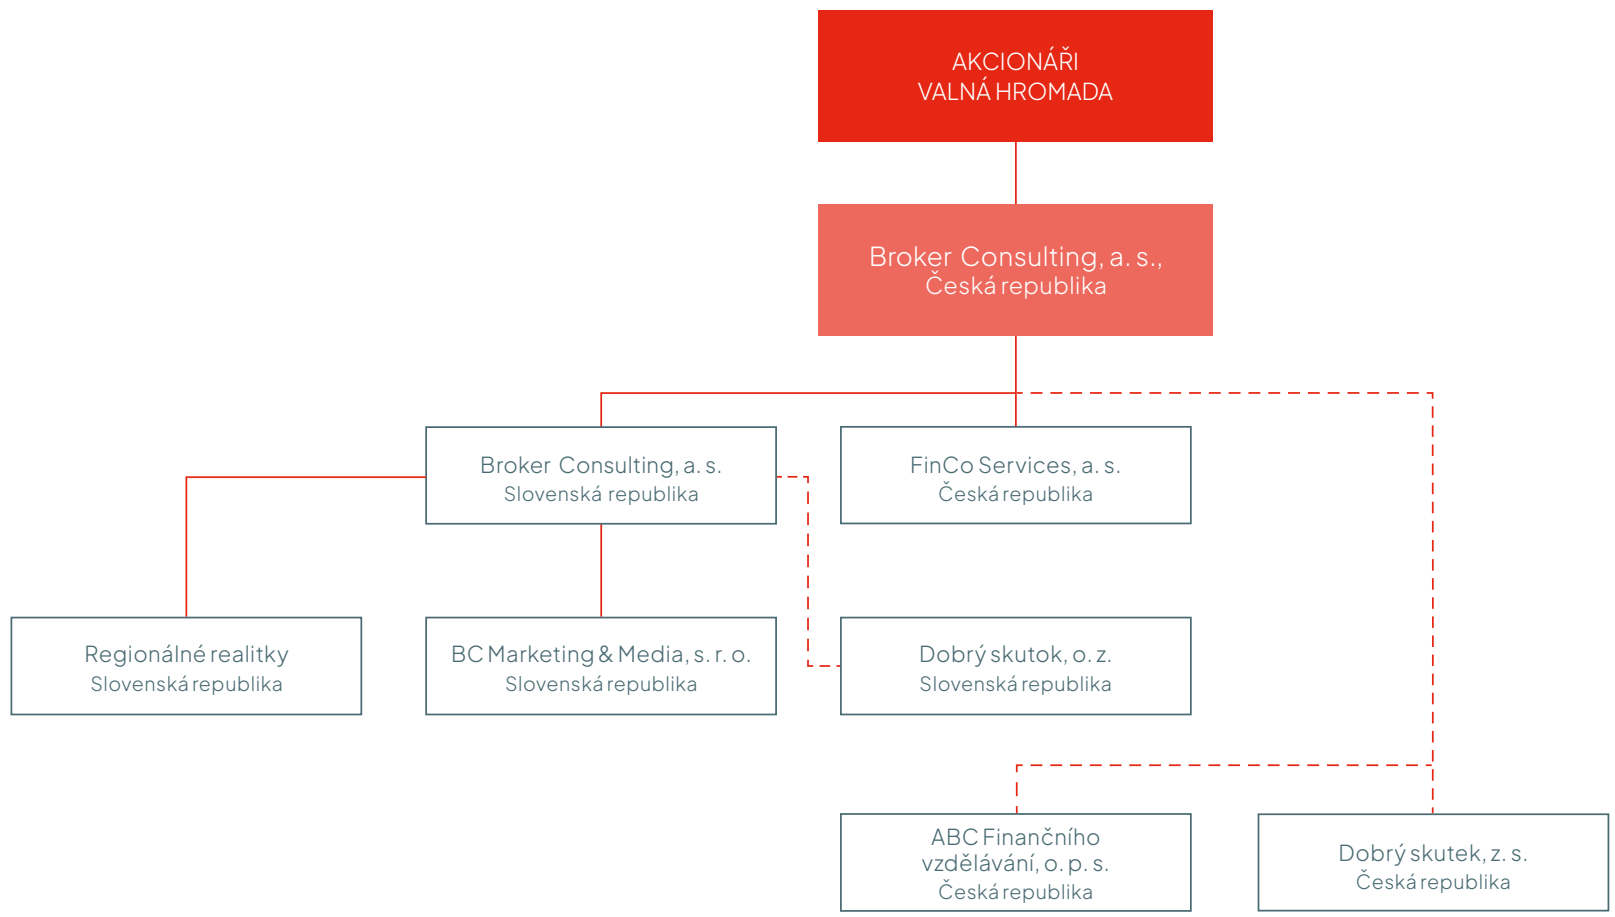 AKCIONÁŘI
VALNÁ HROMADA
Broker Consulting, a. s.,
Česká republika
Broker Consulting, a. s.
Slovenská republika
FinCo Services, a. s.
Česká republika
Regionálné realitky
Slovenská republika
BC Marketing & Media, s. r. o.
Slovenská republika
Dobrý skutok, o. z.
Slovenská republika
ABC Finančního
vzdělávání, o. p. s.
Česká republika
Dobrý skutek, z. s.
Česká republika